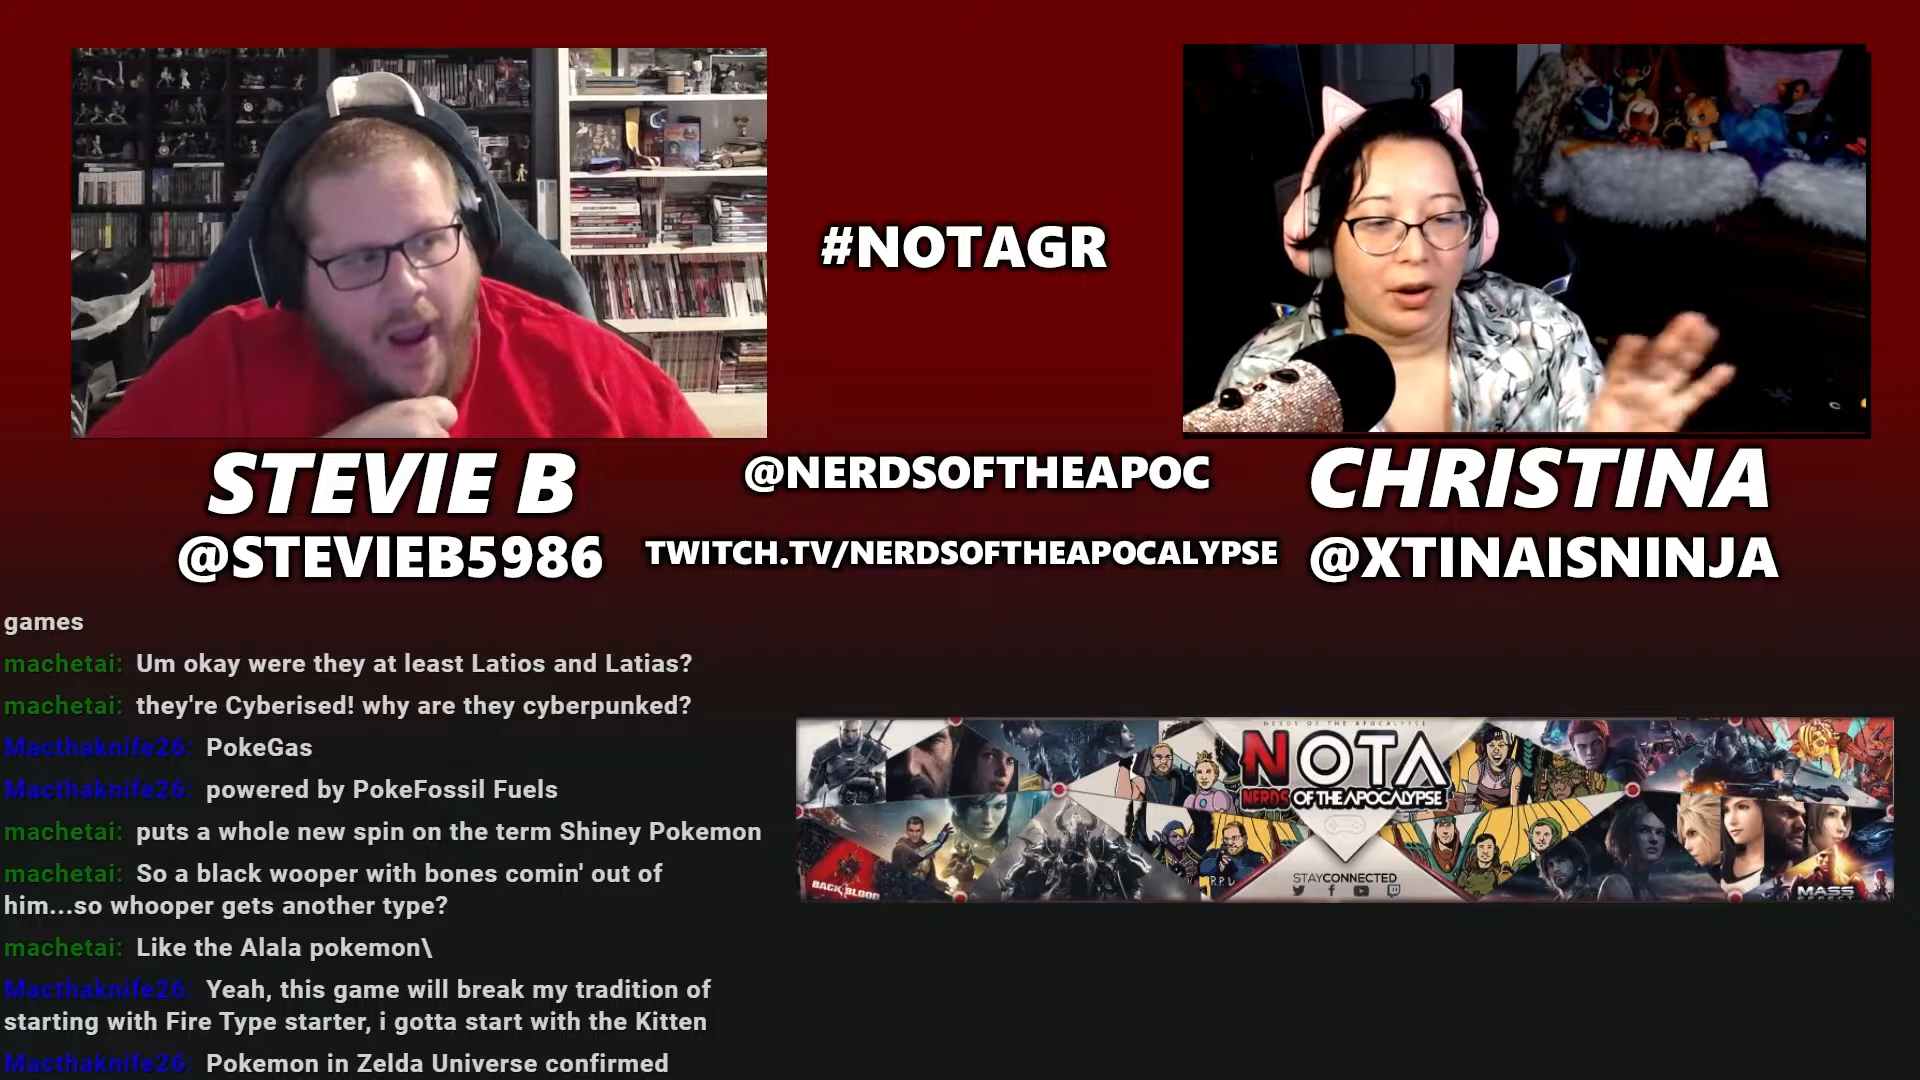 #NOTAGR
STEVIE B
@STEVIEB5986
@NERDSOFTHEAPOC
TWITCH.TV/NERDSOFTHEAPOCALYPSE
CHRISTINA
@XTINAISNINJA
games
machetai: Um okay were they at least Latios and Latias?
machetai: they're Cyberised! why are they cyberpunked?
Macthaknife26: PokeGas
Macthaknife26: powered by PokeFossil Fuels
machetai: puts a whole new spin on the term Shiney Pokemon
machetai: So a black wooper with bones comin' out of
him...so whooper gets another type?
machetai: Like the Alala pokemon\
Macthaknife26: Yeah, this game will break my tradition of
starting with Fire Type starter, i gotta start with the Kitten
Macthaknife26: Pokemon in Zelda Universe confirmed
NERDS OF THE APOCALYPSE
NOTA
NERDS OF THE APOCALYPSE
STAYCONNECTED
BACK BLOOD
MASS
EFFECT